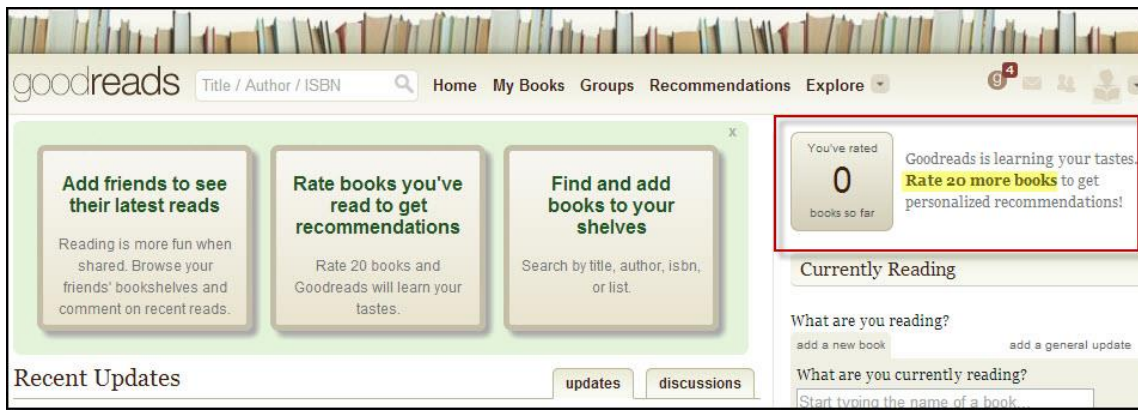 goodreads
Title / Author / ISBN
Home My Books Groups Recommendations Explore
g 4
x
Add friends to see
their latest reads
Reading is more fun when
shared. Browse your
friends' bookshelves and
comment on recent reads.
Rate books you've
read to get
recommendations
Rate 20 books and
Goodreads will learn your
tastes.
Find and add
books to your
shelves
Search by title, author, isbn,
or list.
You've rated
0
books so far
Goodreads is learning your tastes.
Rate 20 more books to get
personalized recommendations!
Currently Reading
What are you reading?
add a new book add a general update
What are you currently reading?
Start typing the name of a book...
Recent Updates
updates discussions